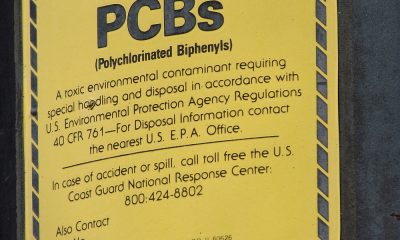 PCBs
(Polychlorinated Biphenyls)
A toxic environmental contaminant requiring
special handling and disposal in accordance with
U.S. Environmental Protection Agency Regulations
40 CFR 761—For Disposal Information contact
the nearest U.S. E.P.A. Office.
In case of accident or spill, call toll free the U.S.
Coast Guard National Response Center:
800:424-8802
Also Contact